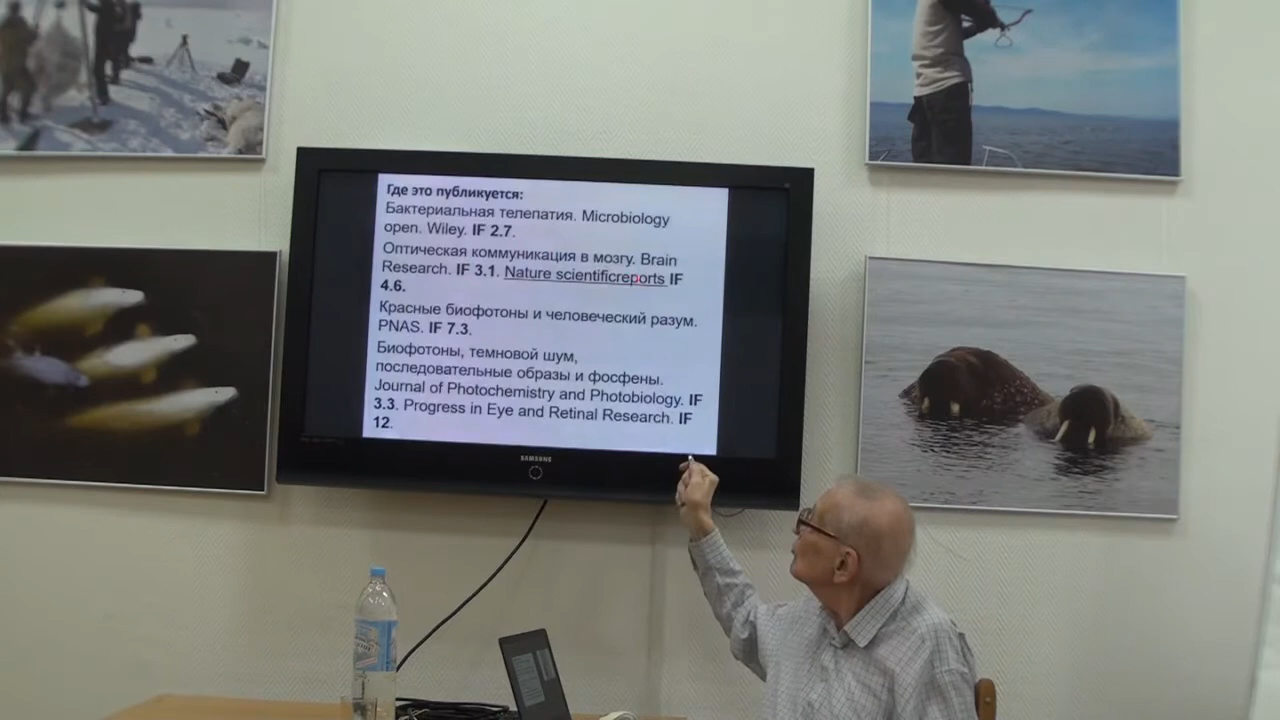 Где это публикуется:
Бактериальная телепатия. Microbiology
open. Wiley. IF 2.7.
Оптическая коммуникация в мозгу. Brain
Research. IF 3.1. Nature scientificreports IF
4.6.
Красные биофотоны и человеческий разум.
PNAS. IF 7.3.
Биофотоны, темновой шум,
последовательные образы и фосфены.
Journal of Photochemistry and Photobiology. IF
3.3. Progress in Eye and Retinal Research. IF
12.
SAMSUNG